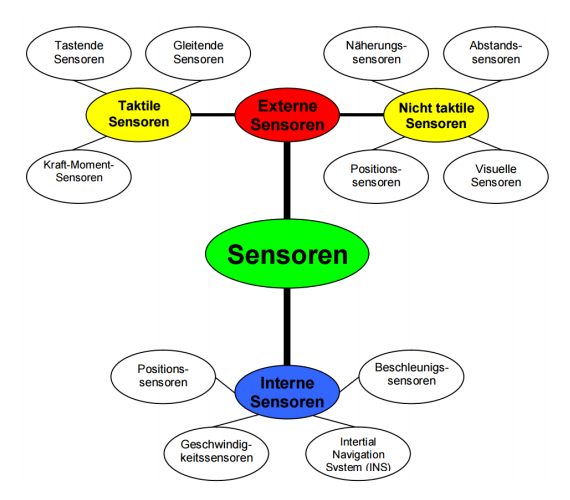 Tastende
Sensoren
Gleitende
Sensoren
Näherungs-
sensoren
Abstands-
sensoren
Taktile
Sensoren
Externe
Sensoren
Nicht taktile
Sensoren
Kraft-Moment-
Sensoren
Positions-
sensoren
Visuelle
Sensoren
Sensoren
Positions-
sensoren
Interne
Sensoren
Beschleunigs-
sensoren
Geschwindig-
keitssensoren
Intertial
Navigation
System (INS)